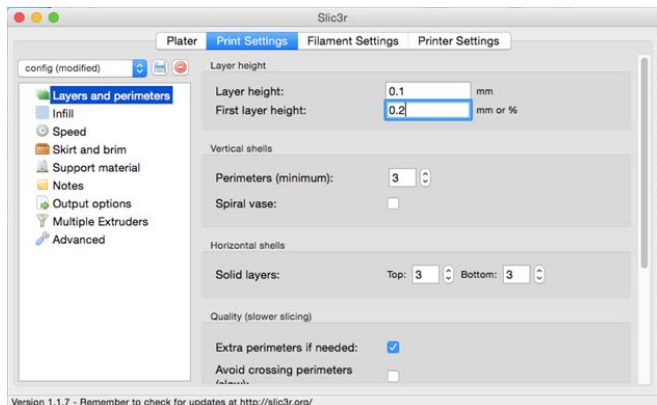 Slic3r
Plater Print Settings Filament Settings Printer Settings
config (modified)
Layers and perimeters
Infill
Speed
Skirt and brim
Support material
Notes
Output options
Multiple Extruders
Advanced
Layer height
Layer height: 0.1 mm
First layer height: 0.2 mm or %
Vertical shells
Perimeters (minimum): 3
Spiral vase:
Horizontal shells
Solid layers: Top: 3 Bottom: 3
Quality (slower slicing)
Extra perimeters if needed:
Avoid crossing perimeters
Version 1.1.7 - Remember to check for updates at http://slic3r.org/